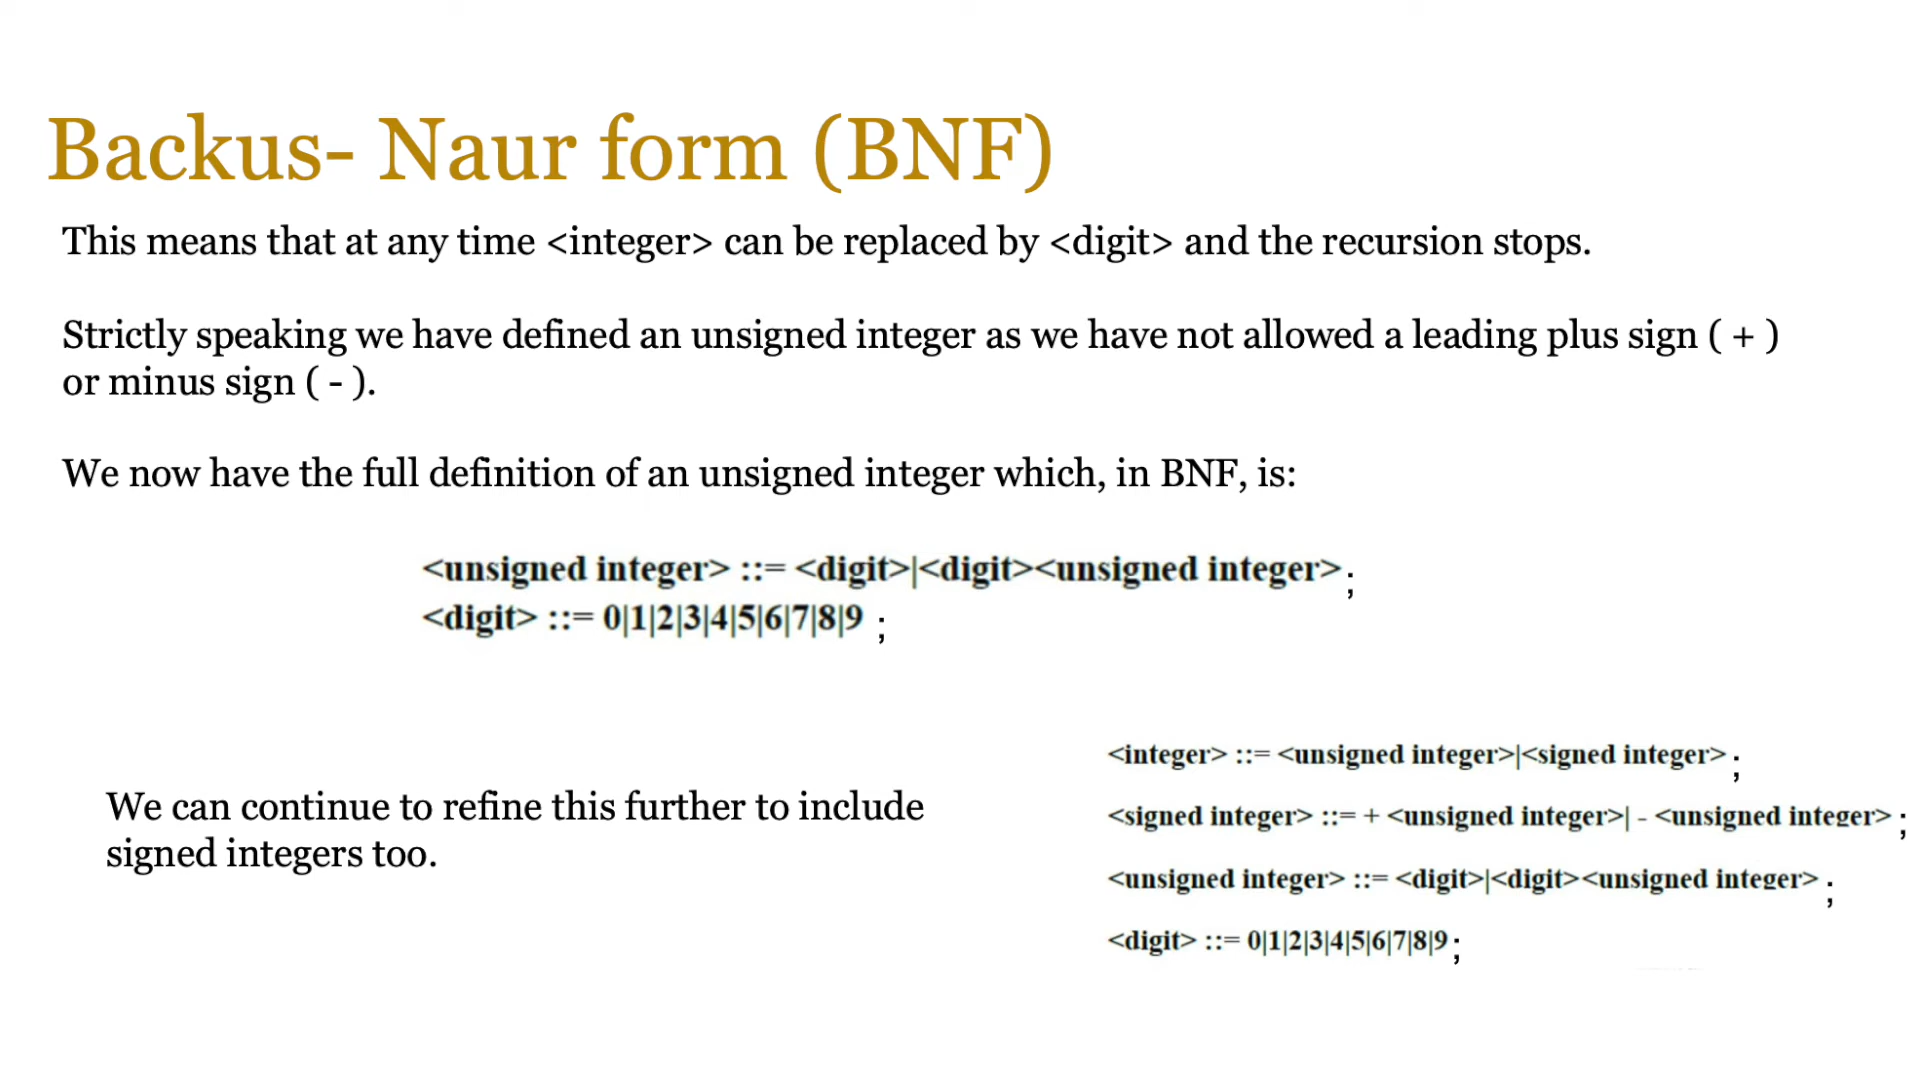 Backus- Naur form (BNF)
This means that at any time <integer> can be replaced by <digit> and the recursion stops.
Strictly speaking we have defined an unsigned integer as we have not allowed a leading plus sign ( + )
or minus sign ( - ).
We now have the full definition of an unsigned integer which, in BNF, is:
<unsigned integer> ::= <digit>|<digit><unsigned integer> ;
<digit> ::= 0|1|2|3|4|5|6|7|8|9 ;
We can continue to refine this further to include
signed integers too.
<integer> ::= <unsigned integer>|<signed integer> ;
<signed integer> ::= + <unsigned integer>| - <unsigned integer> ;
<unsigned integer> ::= <digit>|<digit><unsigned integer> ;
<digit> ::= 0|1|2|3|4|5|6|7|8|9 ;